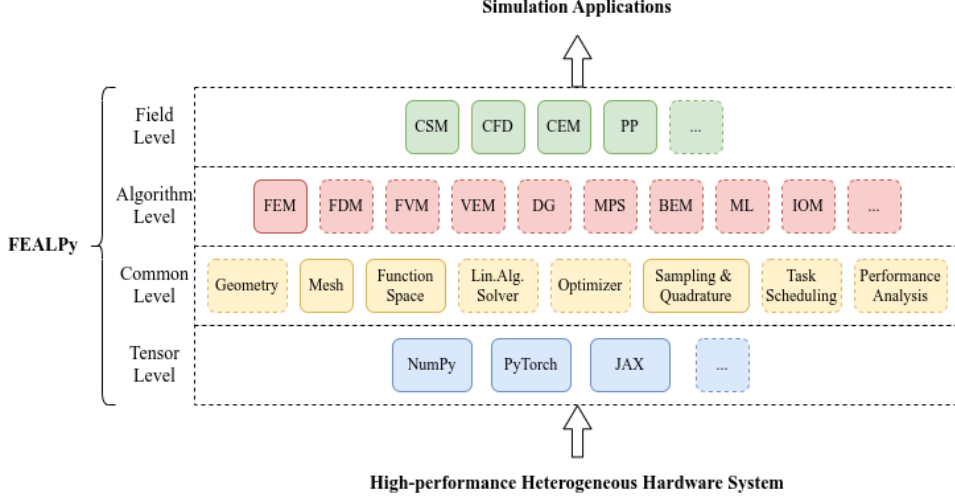 Simulation Applications
Field
Level
CSM
CFD
CEM
PP
...
Algorithm
Level
FEM
FDM
FVM
VEM
DG
MPS
BEM
ML
IOM
...
FEALPy
Common
Level
Geometry
Mesh
Function
Space
Lin.Alg.
Solver
Optimizer
Sampling &
Quadrature
Task
Scheduling
Performance
Analysis
Tensor
Level
NumPy
PyTorch
JAX
...
High-performance Heterogeneous Hardware System